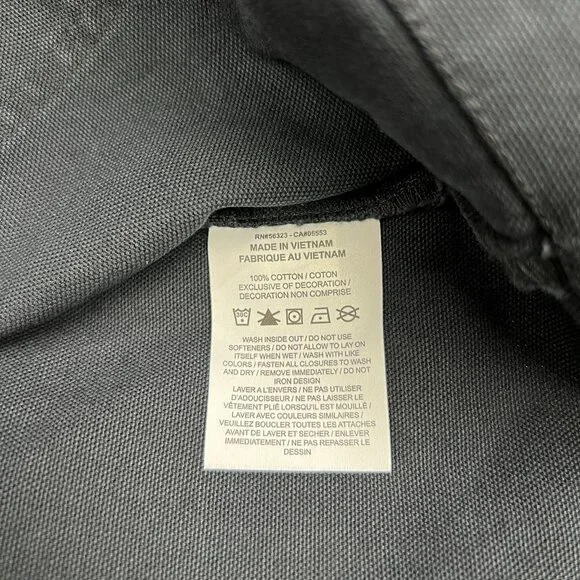 RN#56323 - CA#05553
MADE IN VIETNAM
FABRIQUE AU VIETNAM
100% COTTON / COTON
EXCLUSIVE OF DECORATION /
DECORATION NON COMPRISE
30C
WASH INSIDE OUT / DO NOT USE
SOFTENERS / DO NOT ALLOW TO LAY ON
ITSELF WHEN WET / WASH WITH LIKE
COLORS / FASTEN ALL CLOSURES TO WASH
AND DRY / REMOVE IMMEDIATELY / DO NOT
IRON DESIGN
LAVER A L'ENVERS / NE PAS UTILISER
D'ADOUCISSEUR / NE PAS LAISSER LE
VÊTEMENT PLIÉ LORSQU'IL EST MOUILLÉ /
LAVER AVEC COULEURS SIMILAIRES /
VEUILLEZ BOUCLER TOUTES LES ATTACHES
AVANT DE LAVER ET SECHER / ENLEVER
IMMEDIATEMENT / NE PAS REPASSER LE
DESSIN